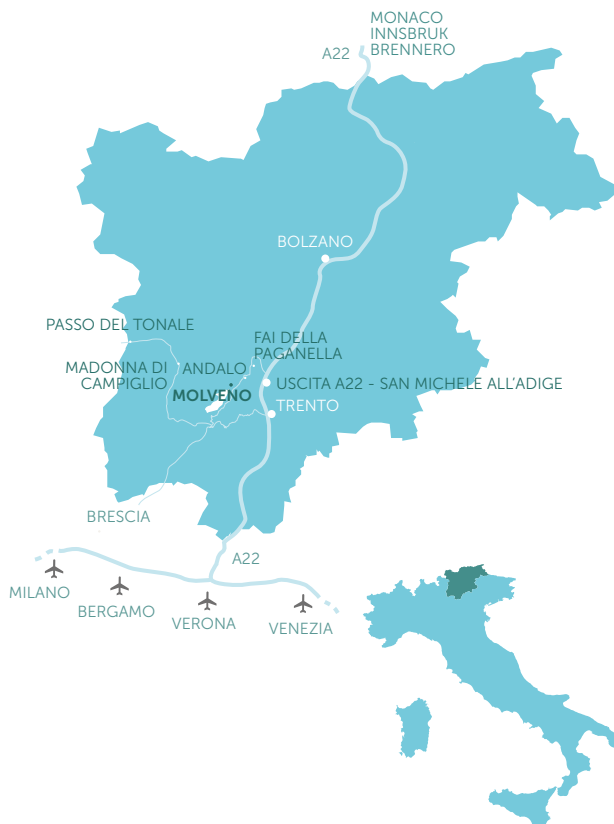 MONACO
INNSBRUK
BRENNERO
A22
BOLZANO
PASSO DEL TONALE
FAI DELLA
PAGANELLA
MADONNA DI
CAMPIGLIO
ANDALO
MOLVENO
USCITA A22 - SAN MICHELE ALL'ADIGE
TRENTO
BRESCIA
A22
MILANO
BERGAMO
VERONA
VENEZIA